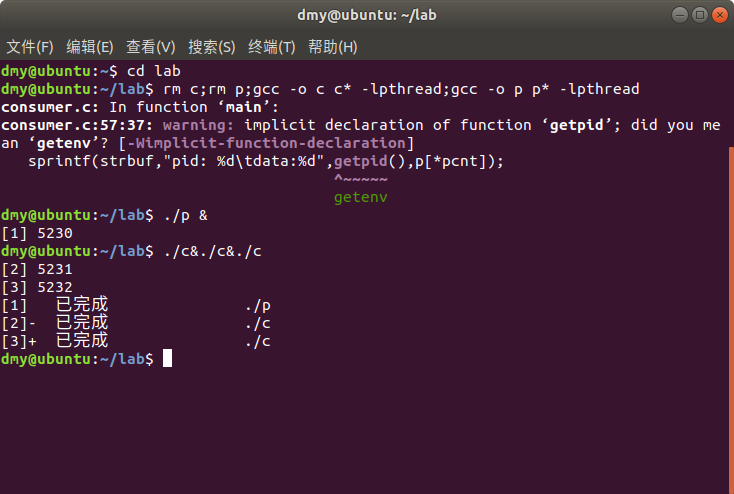 dmy@ubuntu: ~/lab
文件(F) 编辑(E) 查看(V) 搜索(S) 终端(T) 帮助(H)
dmy@ubuntu:~$ cd lab
dmy@ubuntu:~/lab$ rm c;rm p;gcc -o c c* -lpthread;gcc -o p p* -lpthread
consumer.c: In function ‘main’:
consumer.c:57:37: warning: implicit declaration of function ‘getpid’; did you me
an ‘getenv’? [-Wimplicit-function-declaration]
   sprintf(strbuf,"pid: %d\tdata:%d",getpid(),p[*pcnt]);
                                     ^~~~~~
                                     getenv
dmy@ubuntu:~/lab$ ./p &
[1] 5230
dmy@ubuntu:~/lab$ ./c&./c&./c
[2] 5231
[3] 5232
[1]   已完成               ./p
[2]-  已完成               ./c
[3]+  已完成               ./c
dmy@ubuntu:~/lab$